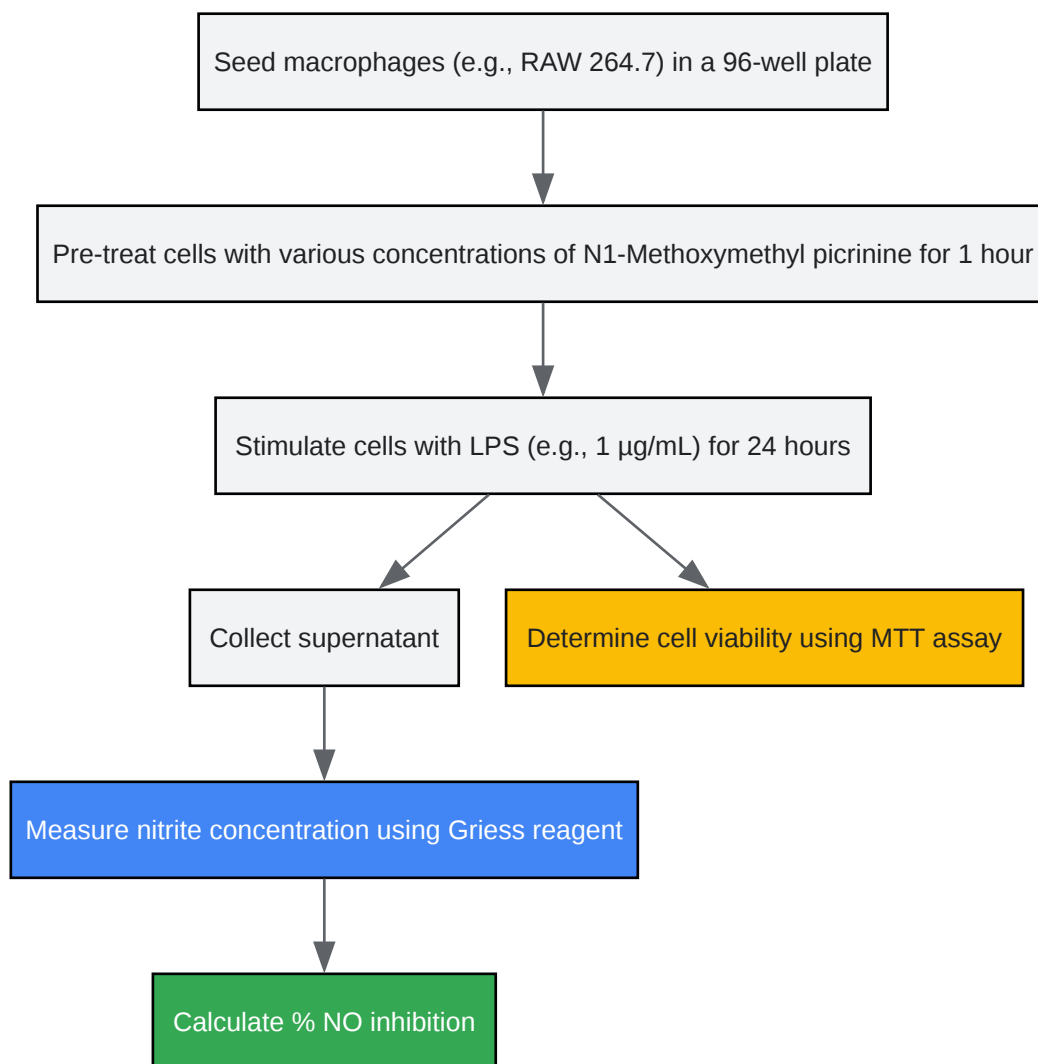 Seed macrophages (e.g., RAW 264.7) in a 96-well plate
Pre-treat cells with various concentrations of N1-Methoxymethyl picrinine for 1 hour
Stimulate cells with LPS (e.g., 1 µg/mL) for 24 hours
Collect supernatant
Determine cell viability using MTT assay
Measure nitrite concentration using Griess reagent
Calculate % NO inhibition